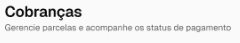 Cobranças
Gerencie parcelas e acompanhe os status de pagamento